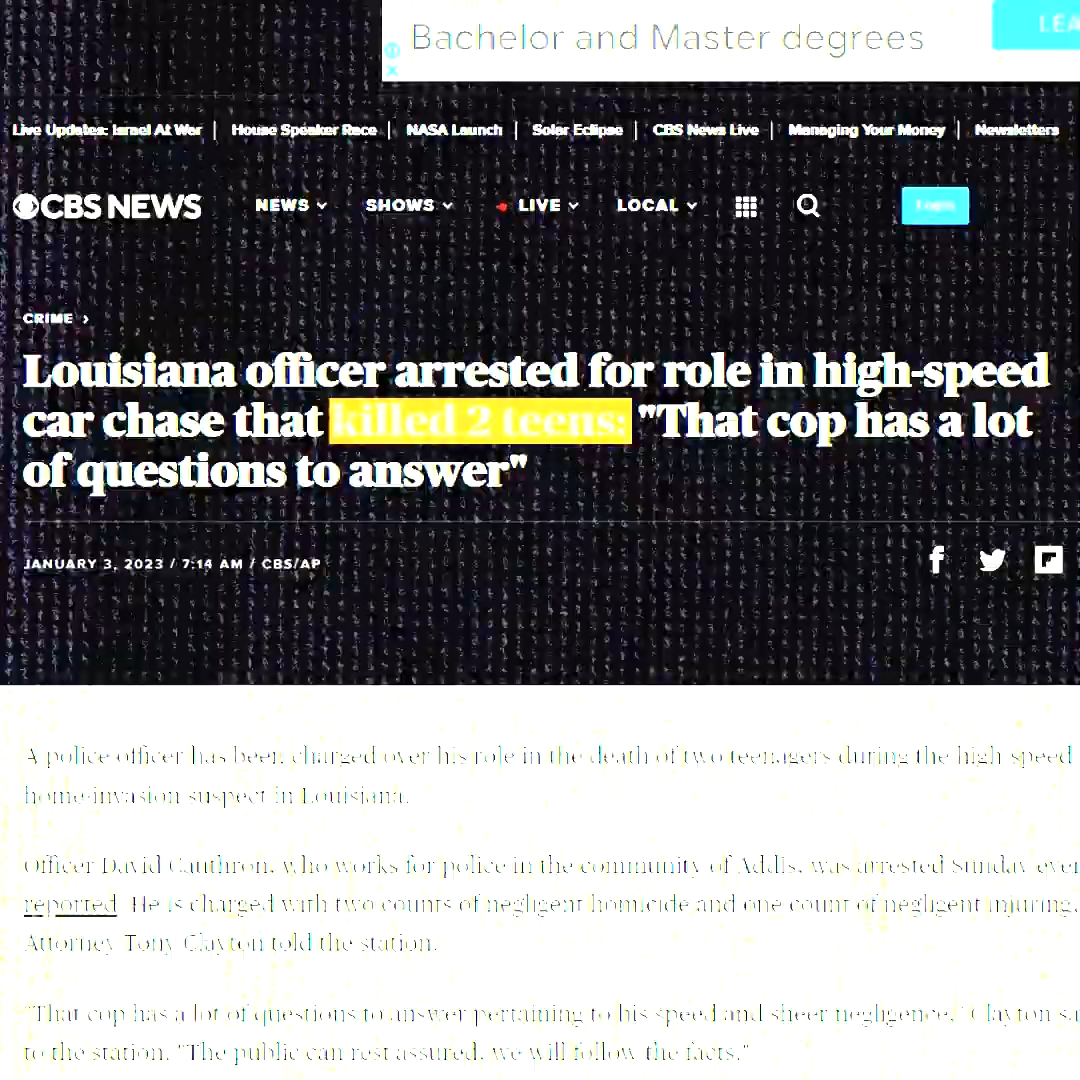 Bachelor and Master degrees
LEA
Live Updates: Israel At War | House Speaker Race | NASA Launch | Solar Eclipse | CBS News Live | Managing Your Money | Newsletters
CBS NEWS NEWS SHOWS LIVE LOCAL Login
CRIME ›
Louisiana officer arrested for role in high-speed
car chase that killed 2 teens: "That cop has a lot
of questions to answer"
JANUARY 3, 2023 / 7:14 AM / CBS/AP
A police officer has been charged over his role in the death of two teenagers during the high-speed
home-invasion suspect in Louisiana.
Officer David Cauthron, who works for police in the community of Addis, was arrested Sunday ever
reported. He is charged with two counts of negligent homicide and one count of negligent injuring,
Attorney Tony Clayton told the station.
"That cop has a lot of questions to answer pertaining to his speed and sheer negligence," Clayton sa
to the station. "The public can rest assured, we will follow the facts."